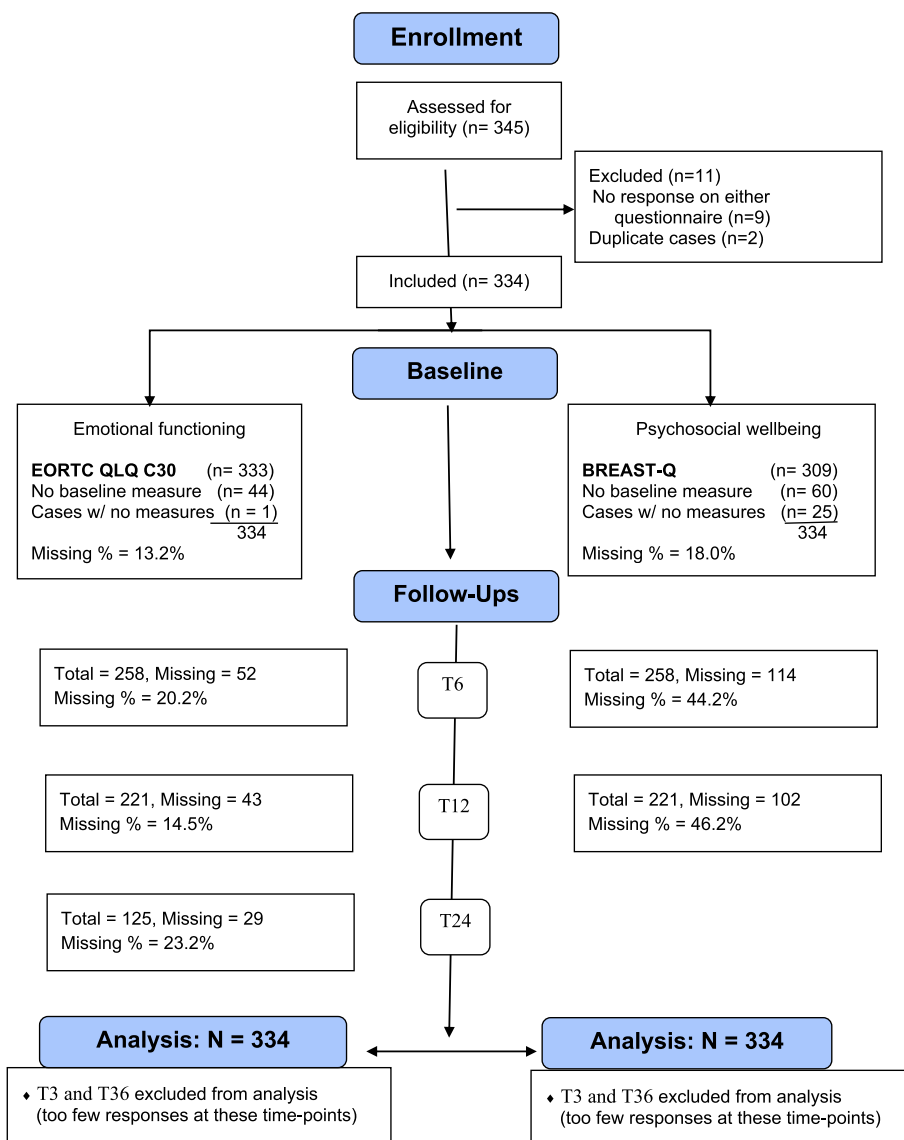 Enrollment
Assessed for
eligibility (n= 345)
Excluded (n=11)
No response on either
questionnaire (n=9)
Duplicate cases (n=2)
Included (n= 334)
Baseline
Emotional functioning
EORTC QLQ C30 (n= 333)
No baseline measure (n= 44)
Cases w/ no measures (n = 1)
334
Missing % = 13.2%
Psychosocial wellbeing
BREAST-Q (n= 309)
No baseline measure (n= 60)
Cases w/ no measures (n= 25)
334
Missing % = 18.0%
Follow-Ups
Total = 258, Missing = 52
Missing % = 20.2%
T6
Total = 258, Missing = 114
Missing % = 44.2%
Total = 221, Missing = 43
Missing % = 14.5%
T12
Total = 221, Missing = 102
Missing % = 46.2%
Total = 125, Missing = 29
Missing % = 23.2%
T24
Analysis: N = 334
♦ T3 and T36 excluded from analysis
(too few responses at these time-points)
Analysis: N = 334
♦ T3 and T36 excluded from analysis
(too few responses at these time-points)